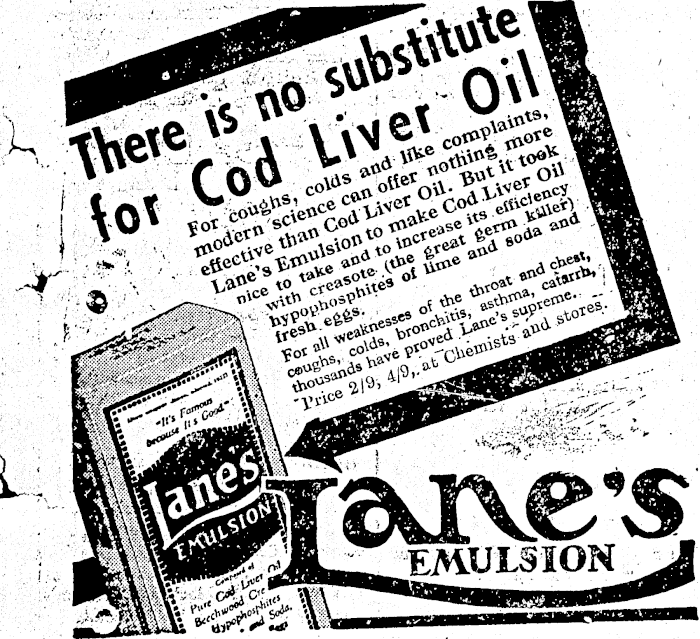 There is no substitute
for Cod Liver Oil
For coughs, colds and like complaints,
modern science can offer nothing more
effective than Cod Liver Oil. But it took
Lane's Emulsion to make Cod Liver Oil
nice to take and to increase its efficiency
with creasote (the great germ killer)
hypophosphites of lime and soda and
fresh eggs.
For all weaknesses of the throat and chest,
coughs, colds, bronchitis, asthma, catarrh,
thousands have proved Lane's supreme.
Price 2/9, 4/9, at Chemists and stores.
"It's Famous
because It's Good"
Lane's
EMULSION
Composed of
Pure Cod Liver Oil
Beechwood Cre
Hypophosphites
and Soda,
Eggs
Lane's
EMULSION